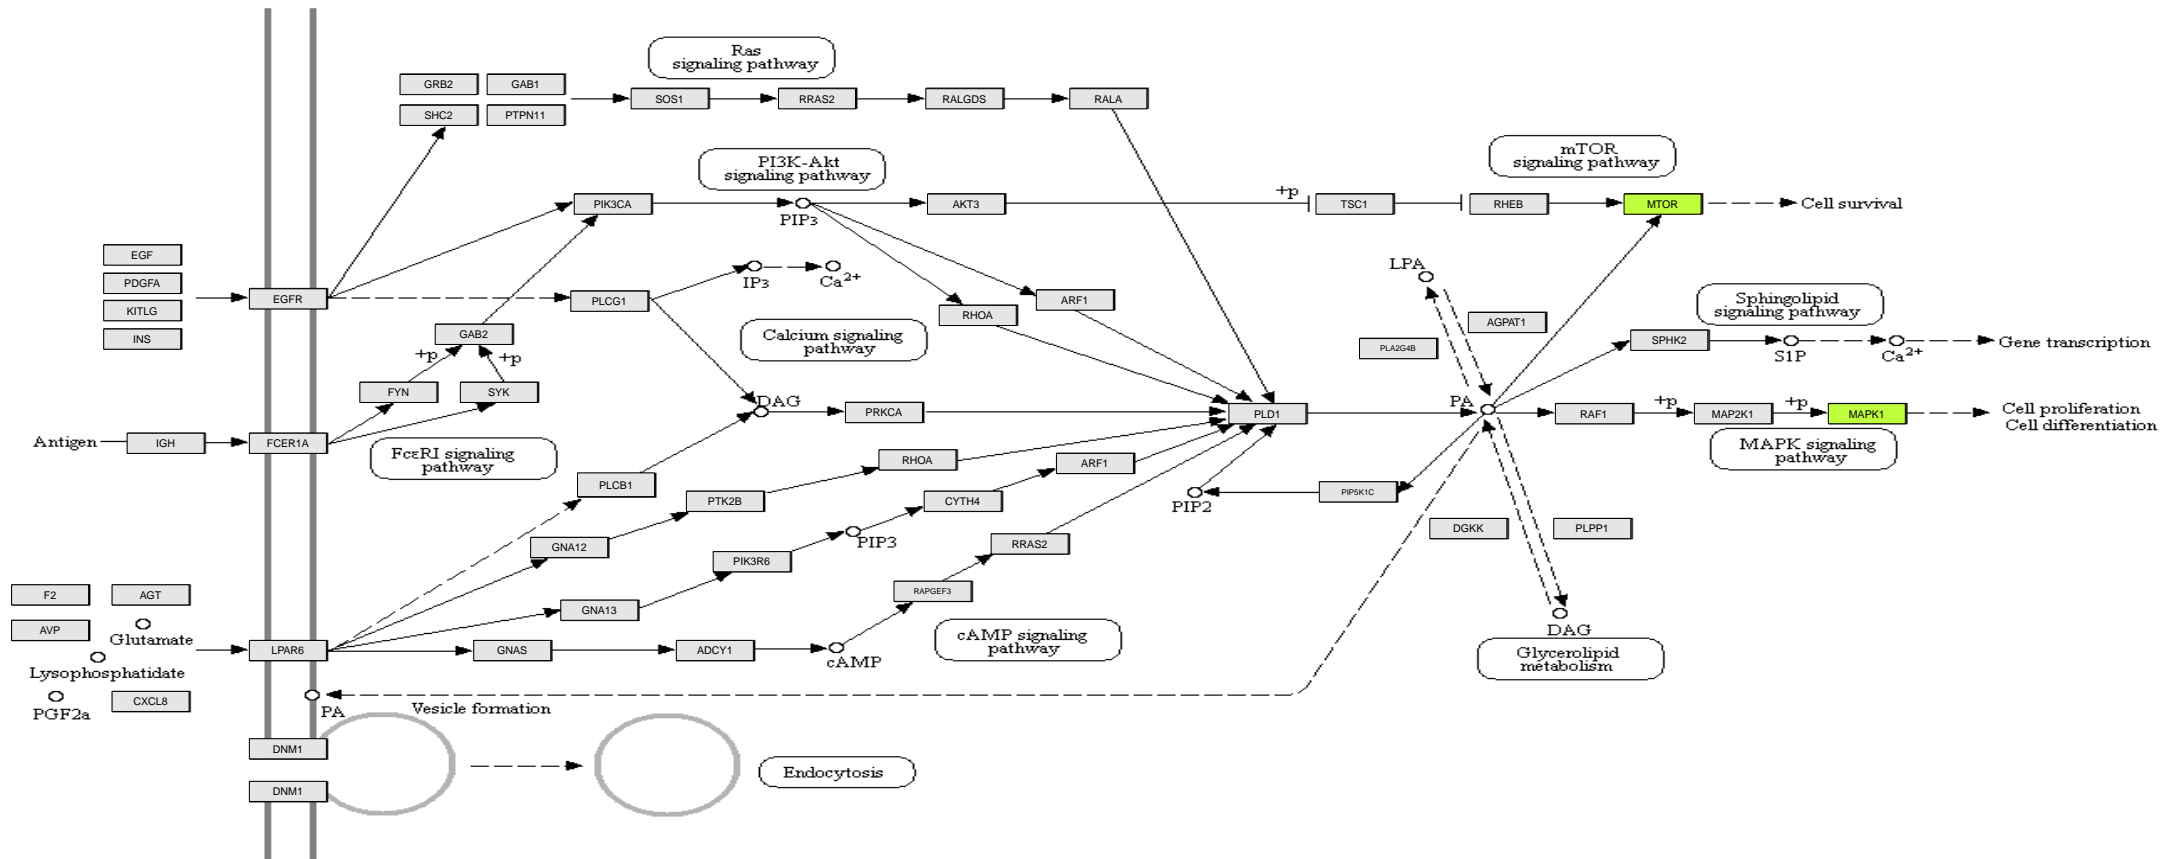 Ras
signaling pathway
GRB2
GAB1
SHC2
PTPN11
SOS1
RRAS2
RALGDS
RALA
PI3K-Akt
signaling pathway
mTOR
signaling pathway
PIK3CA
PIP3
AKT3
+p
TSC1
RHEB
MTOR
Cell survival
EGF
PDGFA
KITLG
INS
EGFR
PLCG1
IP3
Ca2+
RHOA
ARF1
LPA
AGPAT1
PLA2G4B
Sphingolipid
signaling pathway
SPHK2
S1P
Ca2+
Gene transcription
GAB2
+p
+p
FYN
SYK
Calcium signaling
pathway
DAG
PRKCA
PLD1
PA
RAF1
+p
MAP2K1
+p
MAPK1
Cell proliferation
Cell differentiation
MAPK signaling
pathway
Antigen
IGH
FCER1A
FcεRI signaling
pathway
PLCB1
PTK2B
RHOA
ARF1
CYTH4
PIP2
PIP5K1C
DGKK
PLPP1
GNA12
PIK3R6
PIP3
RRAS2
RAPGEF3
GNA13
F2
AGT
AVP
Glutamate
Lysophosphatidate
PGF2a
CXCL8
LPAR6
GNAS
ADCY1
cAMP
cAMP signaling
pathway
DAG
Glycerolipid
metabolism
PA
Vesicle formation
DNM1
DNM1
Endocytosis